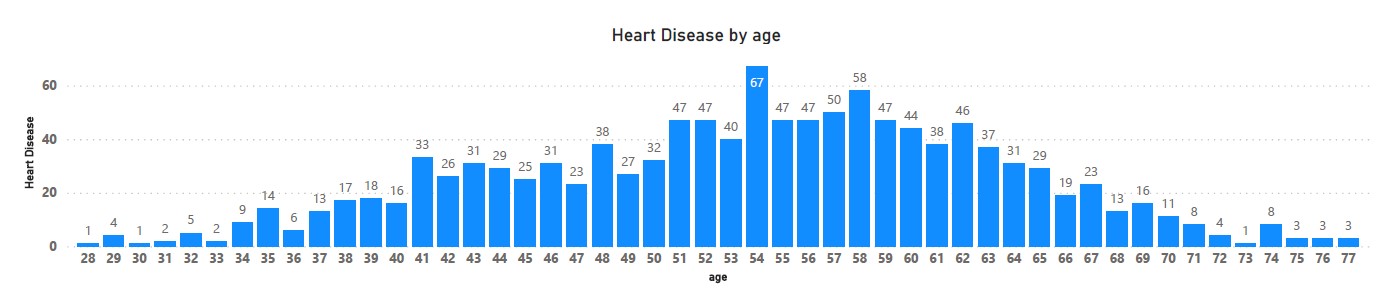 Heart Disease by age
Heart Disease
60
40
20
0
1 4 1 2 5 2 9 14 6 13 17 18 16 33 26 31 29 25 31 23 38 27 32 47 47 40 67 47 47 50 58 47 44 38 46 37 31 29 19 23 13 16 11 8 4 1 8 3 3 3
28 29 30 31 32 33 34 35 36 37 38 39 40 41 42 43 44 45 46 47 48 49 50 51 52 53 54 55 56 57 58 59 60 61 62 63 64 65 66 67 68 69 70 71 72 73 74 75 76 77
age